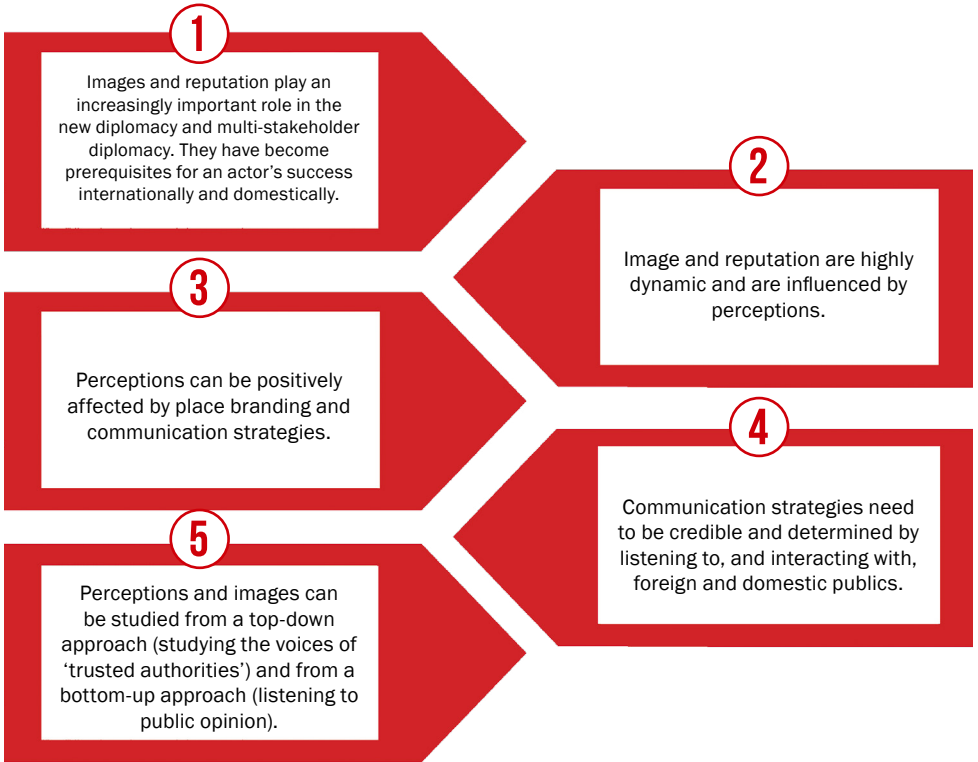 1
Images and reputation play an
increasingly important role in the
new diplomacy and multi-stakeholder
diplomacy. They have become
prerequisites for an actor’s success
internationally and domestically.
2
Image and reputation are highly
dynamic and are influenced by
perceptions.
3
Perceptions can be positively
affected by place branding and
communication strategies.
4
Communication strategies need
to be credible and determined by
listening to, and interacting with,
foreign and domestic publics.
5
Perceptions and images can
be studied from a top-down
approach (studying the voices of
‘trusted authorities’) and from a
bottom-up approach (listening to
public opinion).